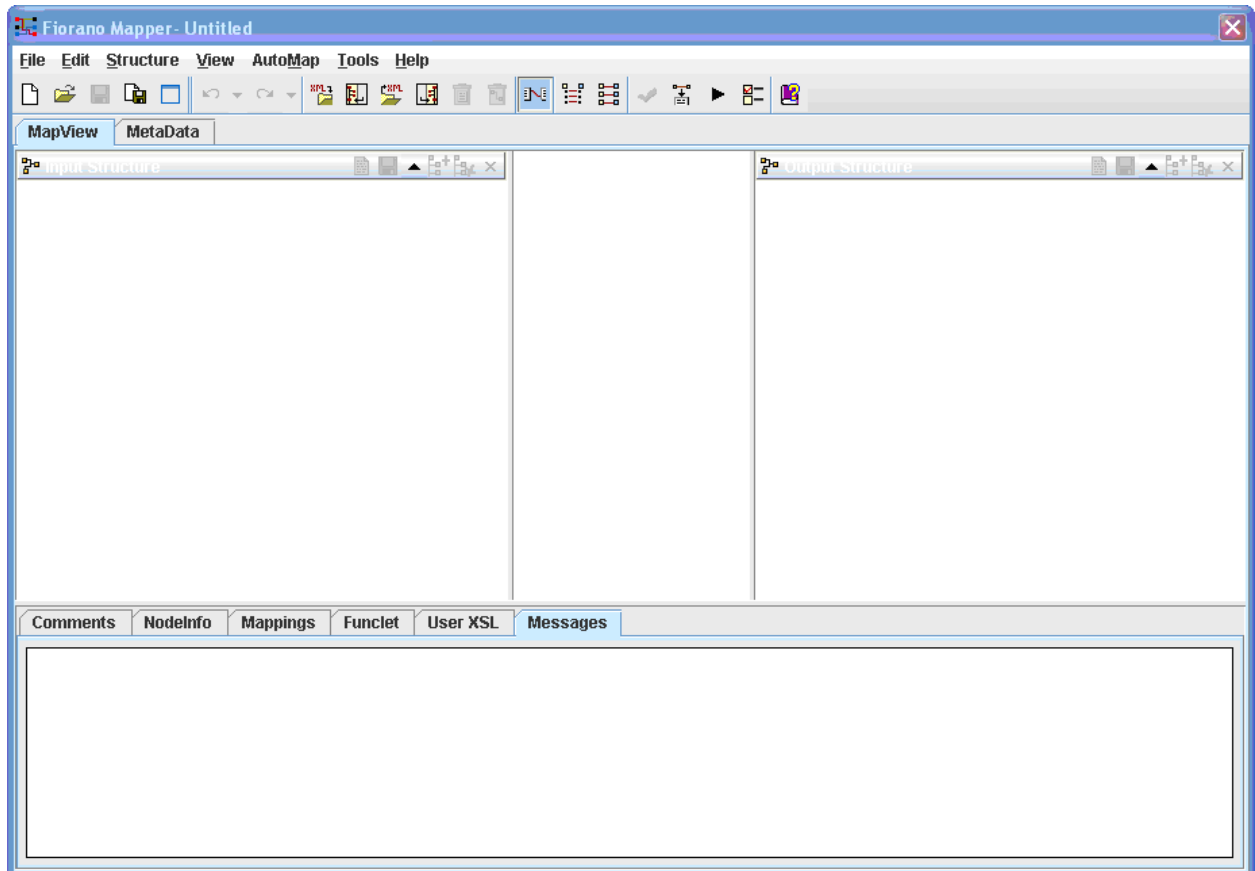 Fiorano Mapper- Untitled
File Edit Structure View AutoMap Tools Help
MapView MetaData
Input Structure Output Structure
Comments NodeInfo Mappings Funclet User XSL Messages